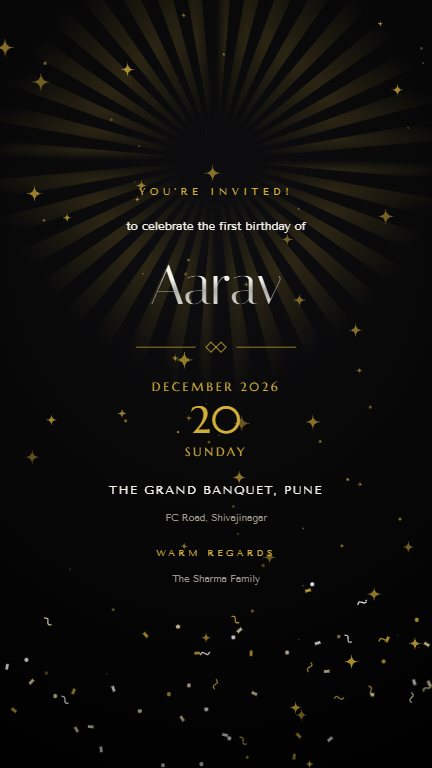 YOU'RE INVITED!
to celebrate the first birthday of
Aarav
DECEMBER 2026
20
SUNDAY
THE GRAND BANQUET, PUNE
FC Road, Shivajinagar
WARM REGARDS
The Sharma Family